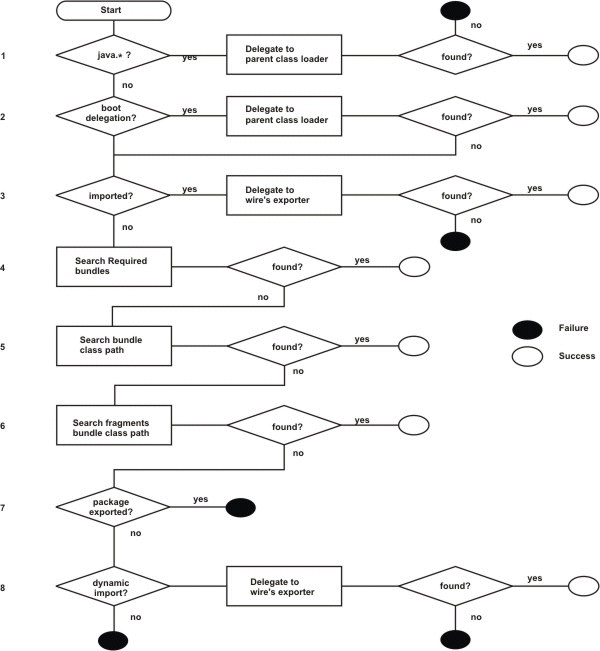 Start
no
1
java.* ?
yes
Delegate to
parent class loader
found?
yes
no
2
boot
delegation?
yes
Delegate to
parent class loader
found?
yes
no
3
imported?
yes
Delegate to
wire's exporter
found?
yes
no
no
4
Search Required
bundles
found?
yes
no
5
Search bundle
class path
found?
yes
no
Failure
Success
6
Search fragments
bundle class path
found?
yes
no
7
package
exported?
yes
no
8
dynamic
import?
Delegate to
wire's exporter
found?
yes
no
no